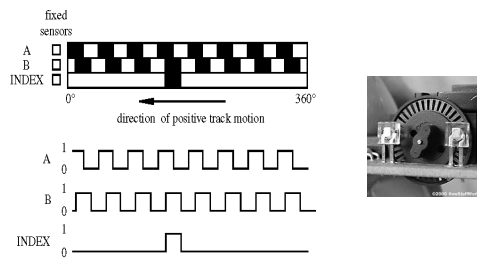 fixed
sensors
A
B
INDEX
0°
360°
direction of positive track motion
A
1
0
B
1
0
INDEX
1
0